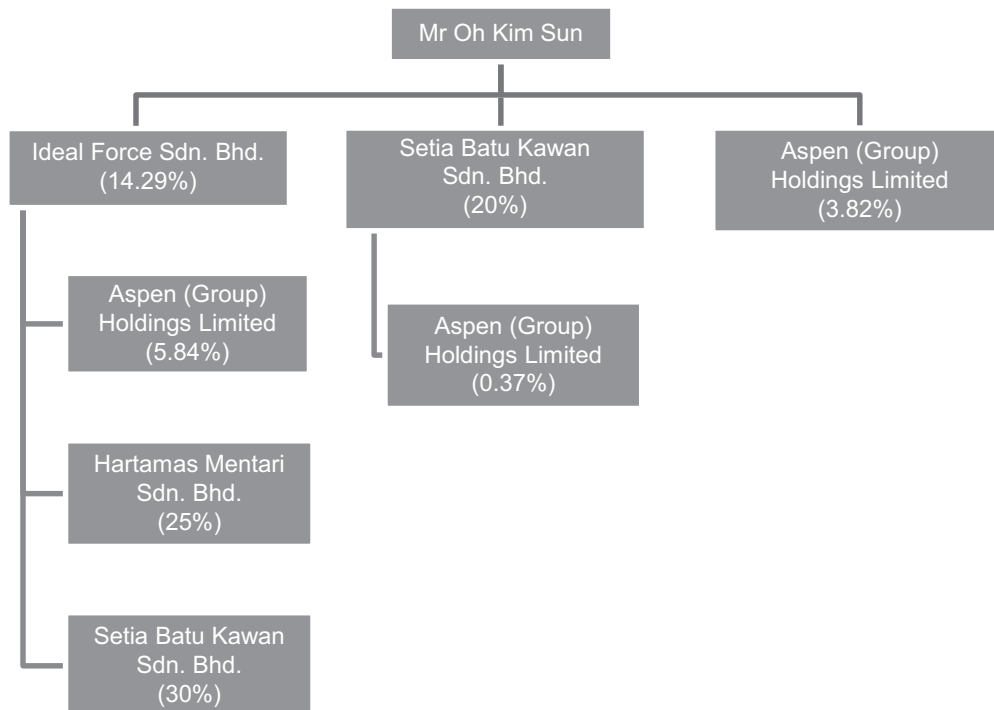 Mr Oh Kim Sun
Ideal Force Sdn. Bhd.
(14.29%)
Setia Batu Kawan
Sdn. Bhd.
(20%)
Aspen (Group)
Holdings Limited
(3.82%)
Aspen (Group)
Holdings Limited
(5.84%)
Aspen (Group)
Holdings Limited
(0.37%)
Hartamas Mentari
Sdn. Bhd.
(25%)
Setia Batu Kawan
Sdn. Bhd.
(30%)